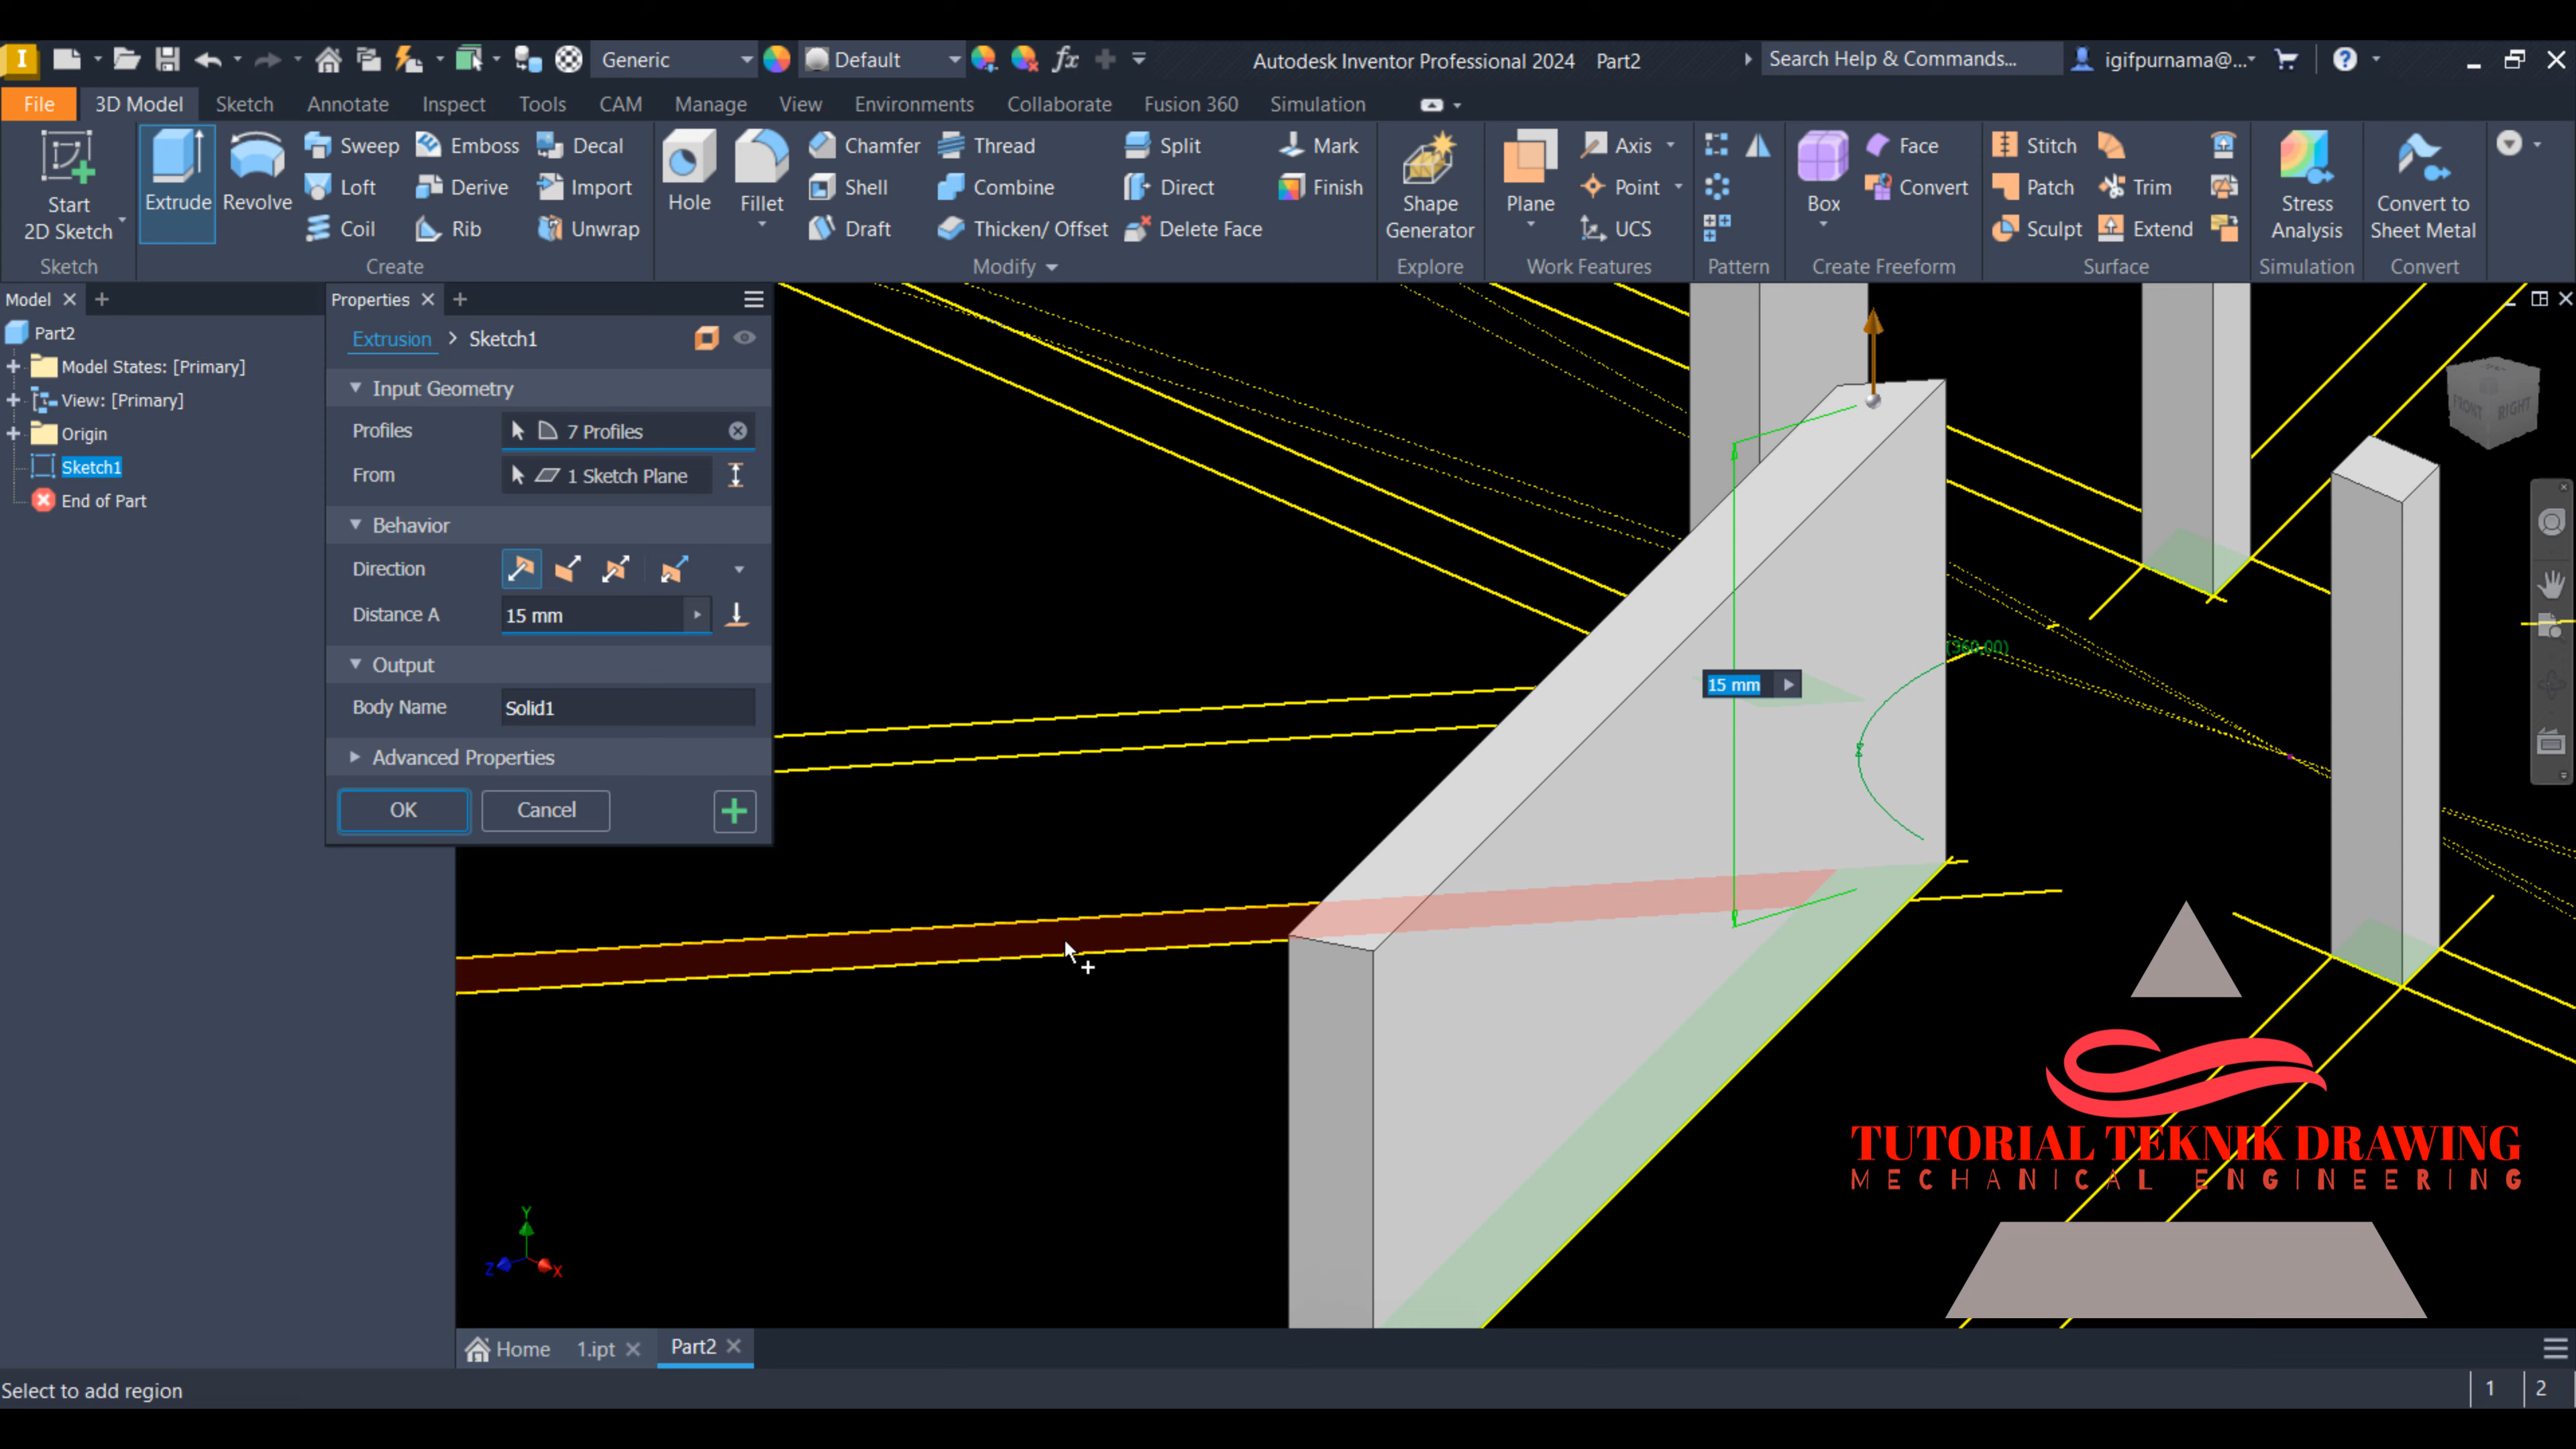 Generic
Default
Autodesk Inventor Professional 2024 Part2
Search Help & Commands...
igifpurnama@...
File 3D Model Sketch Annotate Inspect Tools CAM Manage View Environments Collaborate Fusion 360 Simulation
Start 2D Sketch
Sketch
Extrude
Revolve
Sweep
Loft
Coil
Emboss
Derive
Rib
Decal
Import
Unwrap
Create
Hole
Fillet
Chamfer
Shell
Draft
Thread
Combine
Thicken/ Offset
Split
Direct
Delete Face
Mark
Finish
Modify
Shape
Generator
Explore
Plane
Axis
Point
UCS
Work Features
Pattern
Box
Face
Convert
Create Freeform
Stitch
Patch
Sculpt
Trim
Extend
Surface
Stress
Analysis
Simulation
Convert to
Sheet Metal
Convert
Model
Part2
Model States: [Primary]
View: [Primary]
Origin
Sketch1
End of Part
Properties
Extrusion > Sketch1
Input Geometry
Profiles 7 Profiles
From 1 Sketch Plane
Behavior
Direction
Distance A 15 mm
Output
Body Name Solid1
Advanced Properties
OK Cancel
(360,00)
15 mm
FRONT RIGHT
Y
Z
X
TUTORIAL TEKNIK DRAWING
MECHANICAL ENGINEERING
Home 1.ipt Part2
Select to add region
1 2